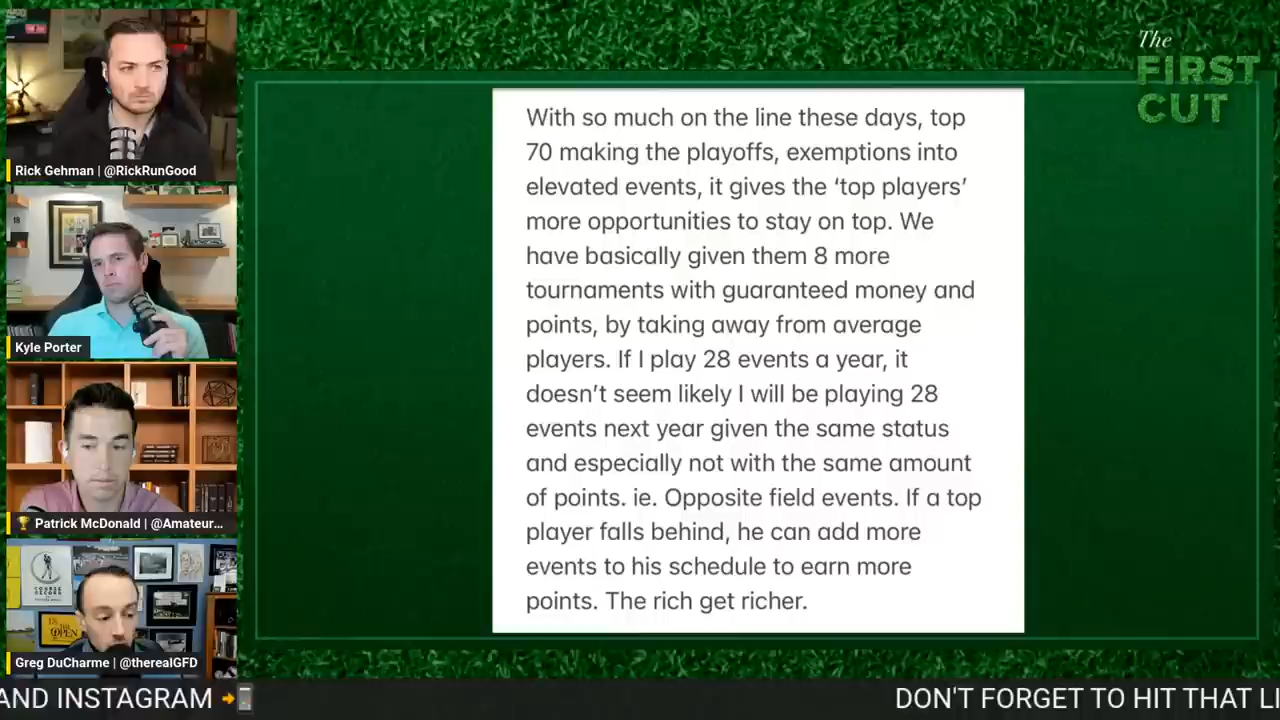 The
FIRST
CUT
Rick Gehman | @RickRunGood
Kyle Porter
Patrick McDonald | @Amateur...
Greg DuCharme | @therealGFD
With so much on the line these days, top
70 making the playoffs, exemptions into
elevated events, it gives the ‘top players’
more opportunities to stay on top. We
have basically given them 8 more
tournaments with guaranteed money and
points, by taking away from average
players. If I play 28 events a year, it
doesn’t seem likely I will be playing 28
events next year given the same status
and especially not with the same amount
of points. ie. Opposite field events. If a top
player falls behind, he can add more
events to his schedule to earn more
points. The rich get richer.
AND INSTAGRAM
DON'T FORGET TO HIT THAT LI